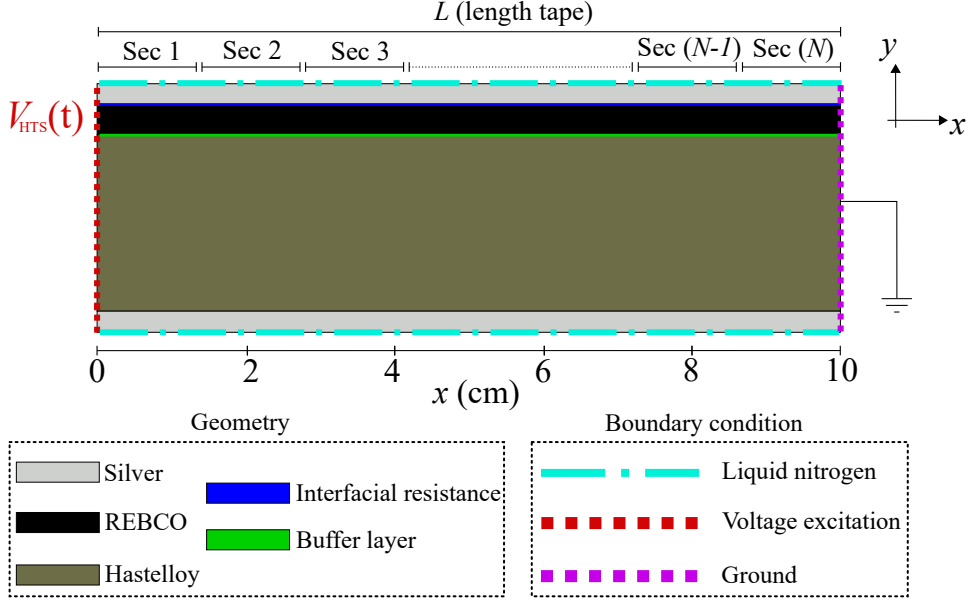 L (length tape)
Sec 1 Sec 2 Sec 3 Sec (N-1) Sec (N)
y
V_HTS(t)
x
0 2 4 6 8 10
x (cm)
Geometry
Silver
Interfacial resistance
REBCO
Buffer layer
Hastelloy
Boundary condition
Liquid nitrogen
Voltage excitation
Ground